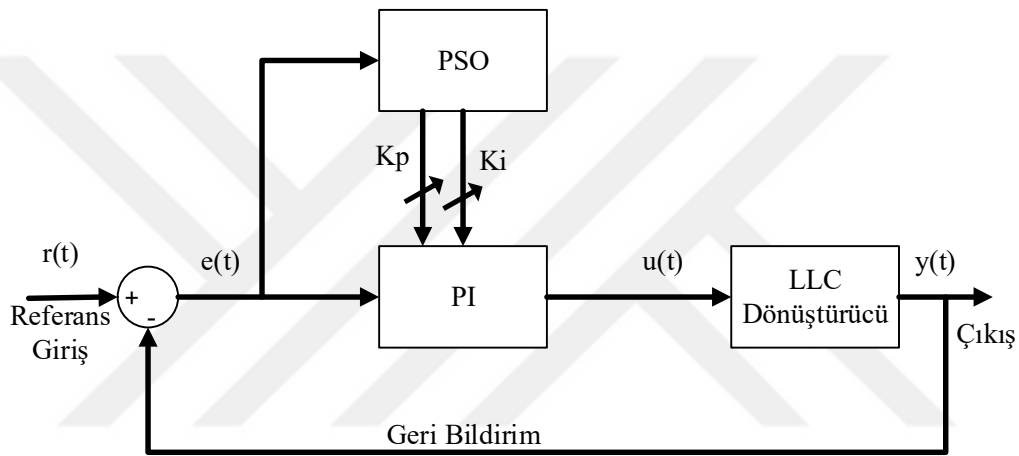 PSO
Kp
Ki
r(t)
e(t)
u(t)
y(t)
+
-
PI
LLC
Dönüştürücü
Referans
Giriş
Çıkış
Geri Bildirim